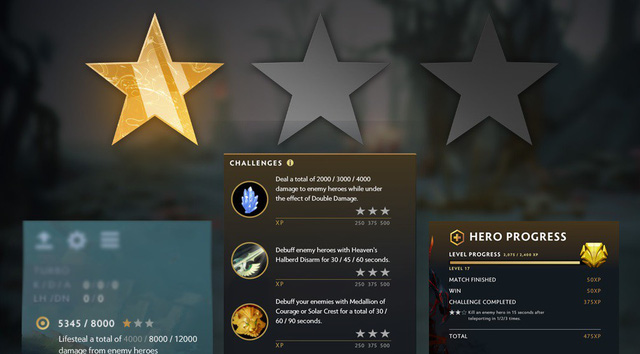 CHALLENGES
Deal a total of 2000 / 3000 / 4000
damage to enemy heroes while under
the effect of Double Damage.
XP 250 375 500
Debuff enemy heroes with Heaven's
Halberd Disarm for 30 / 45 / 60 seconds.
XP 250 375 500
Debuff your enemies with Medallion of
Courage or Solar Crest for a total of 30 /
60 / 90 seconds.
XP 250 375 500
TURBO
K / D / A 0 / 0 / 0
LH / DN 0 / 0
5345 / 8000
Lifesteal a total of 4000 / 8000 / 12000
damage from enemy heroes
HERO PROGRESS
LEVEL PROGRESS
LEVEL 17
MATCH FINISHED 50XP
WIN 50XP
CHALLENGE COMPLETED 375XP
Kill an enemy hero in 15 seconds after
teleporting in 1/2/3 times.
TOTAL 475XP